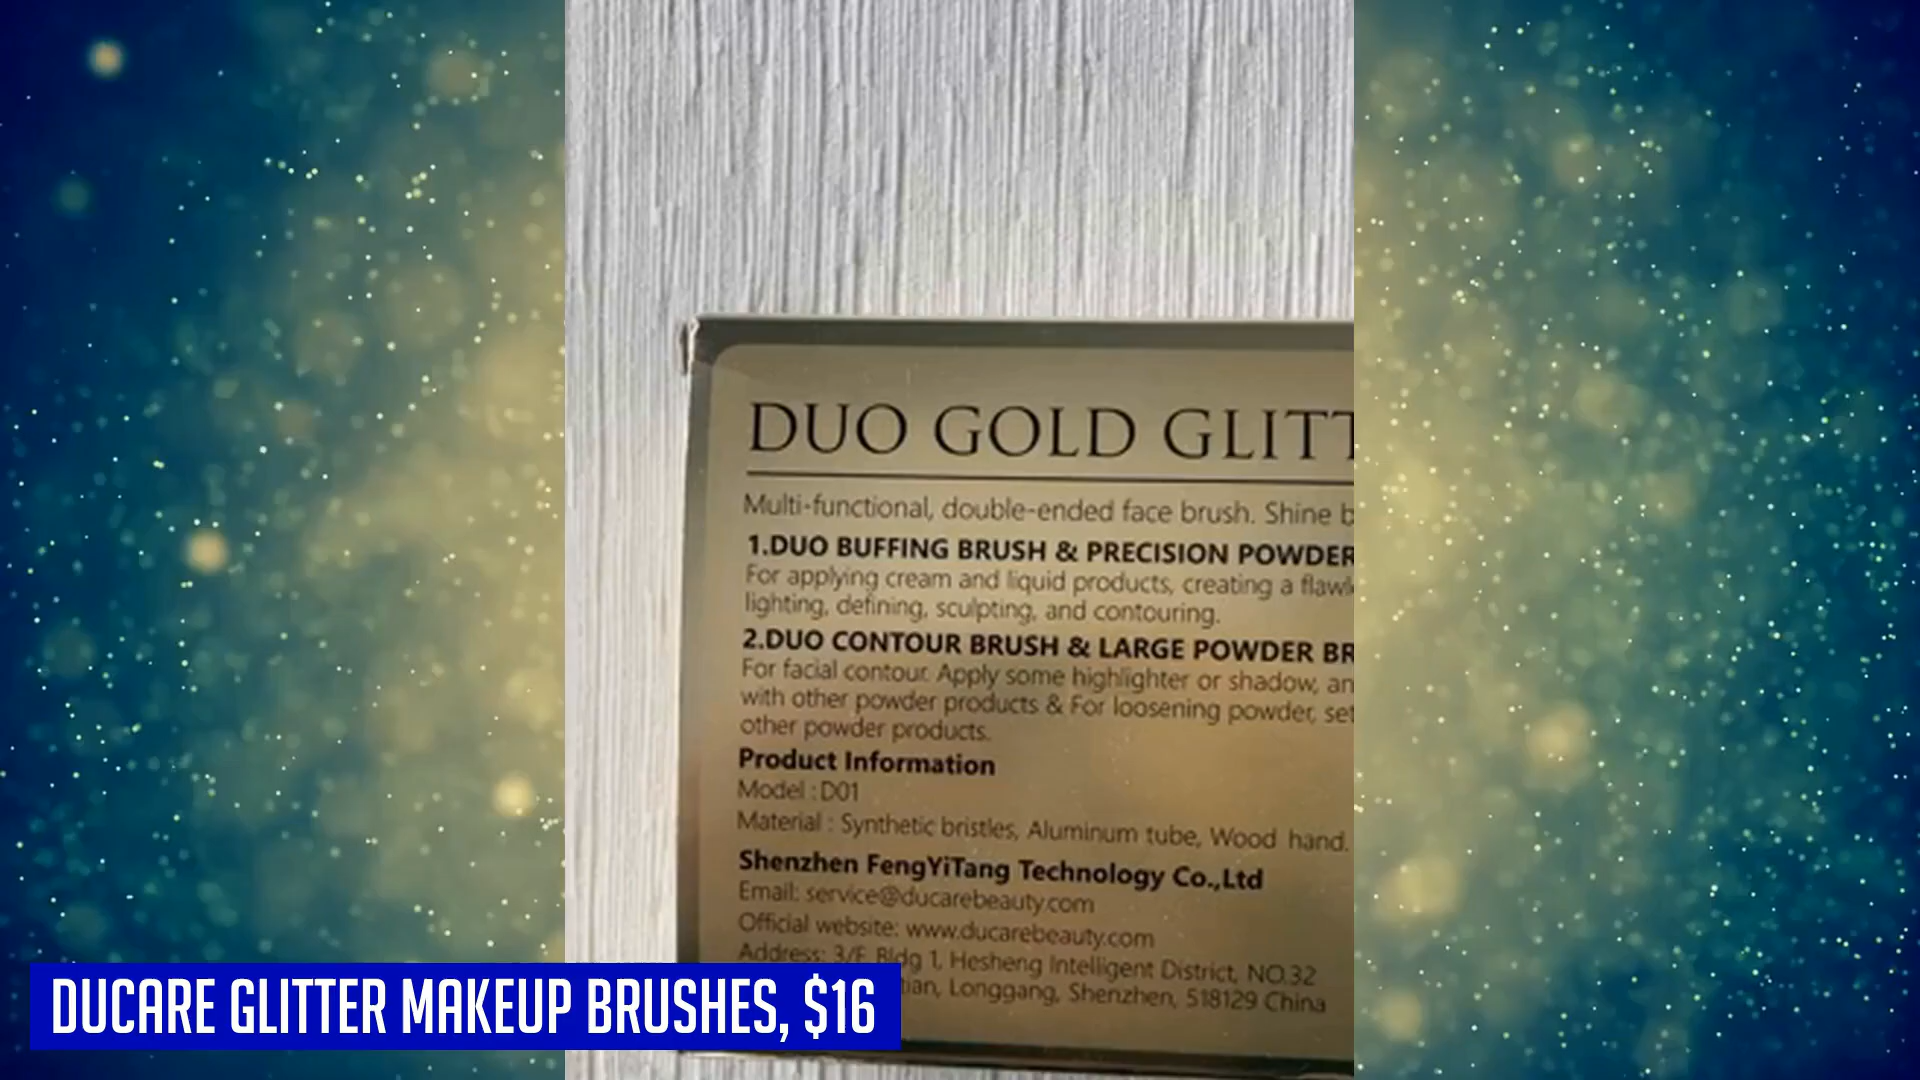 DUO GOLD GLITT
Multi-functional, double-ended face brush. Shine b
1.DUO BUFFING BRUSH & PRECISION POWDER
For applying cream and liquid products, creating a flawl
lighting, defining, sculpting, and contouring.
2.DUO CONTOUR BRUSH & LARGE POWDER BR
For facial contour. Apply some highlighter or shadow, an
with other powder products & For loosening powder, set
other powder products.
Product Information
Model : D01
Material : Synthetic bristles, Aluminum tube, Wood hand.
Shenzhen FengYiTang Technology Co.,Ltd
Email: service@ducarebeauty.com
Official website: www.ducarebeauty.com
Address: 3/F, Bldg 1, Hesheng Intelligent District, NO.32
Longgang, Shenzhen, 518129 China
DUCARE GLITTER MAKEUP BRUSHES, $16